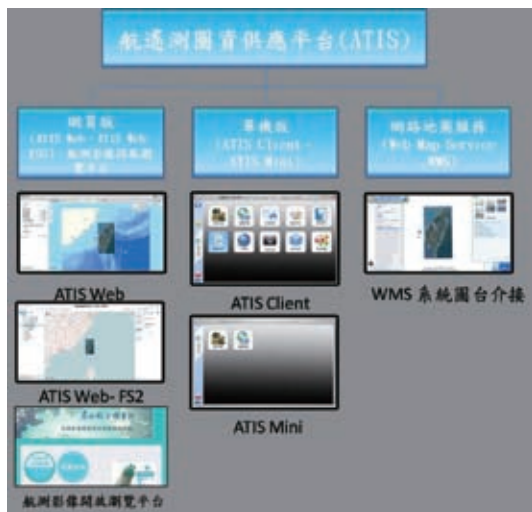 航遙測圖資供應平台(ATIS)
網頁版
(ATIS Web、ATIS Web
FS2)、航測影像開放瀏
覽平台
單機版
(ATIS Client、
ATIS Mini)
網路地圖服務
(Web Map Service
WMS)
ATIS Web
ATIS Client
WMS 系統圖台介接
ATIS Web- FS2
ATIS Mini
航測影像開放瀏覽平台